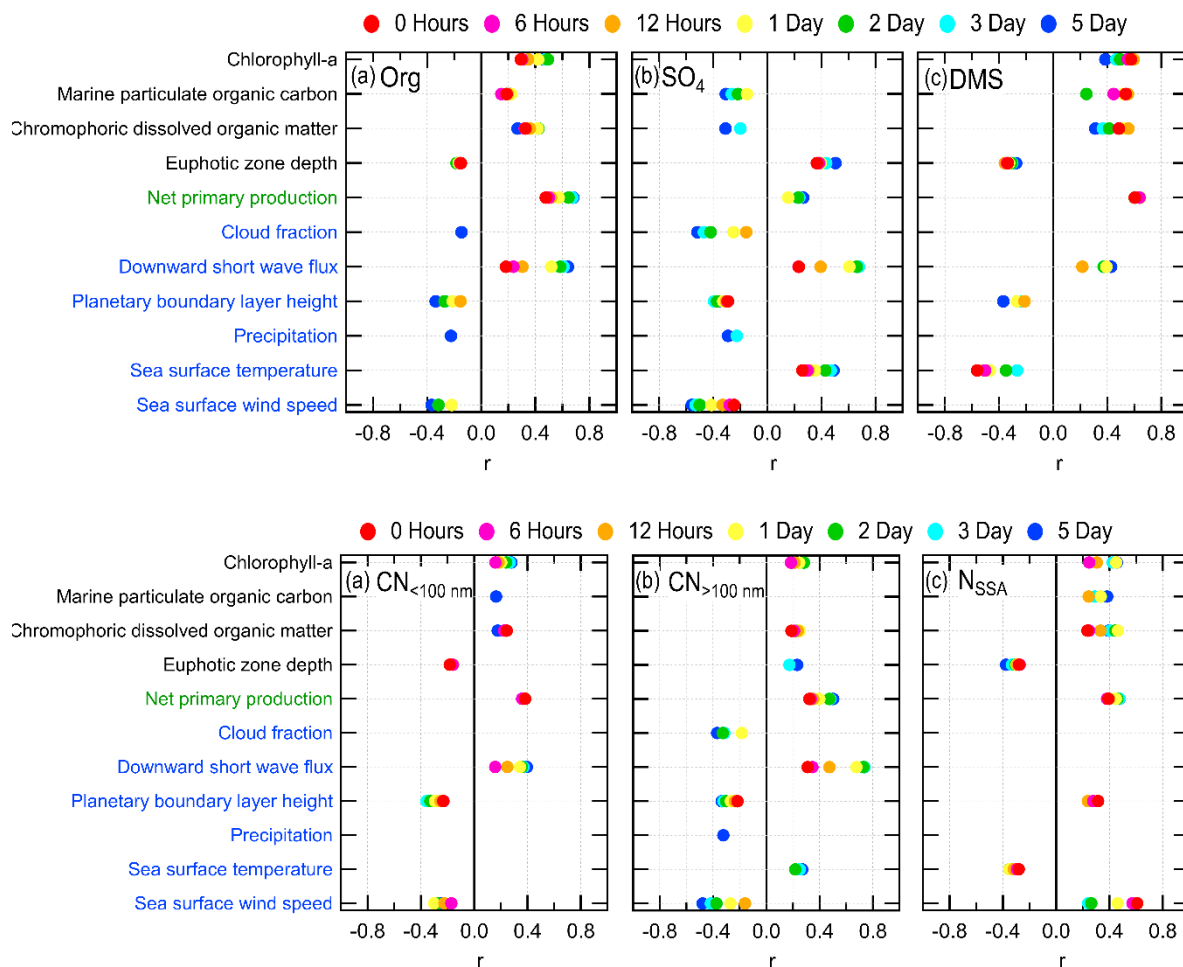 0 Hours 6 Hours 12 Hours 1 Day 2 Day 3 Day 5 Day
(a) Org (b) SO4 (c) DMS
Chlorophyll-a
Marine particulate organic carbon
Chromophoric dissolved organic matter
Euphotic zone depth
Net primary production
Cloud fraction
Downward short wave flux
Planetary boundary layer height
Precipitation
Sea surface temperature
Sea surface wind speed
-0.8 -0.4 0.0 0.4 0.8 -0.8 -0.4 0.0 0.4 0.8 -0.8 -0.4 0.0 0.4 0.8
r r r
0 Hours 6 Hours 12 Hours 1 Day 2 Day 3 Day 5 Day
(a) CN<100 nm (b) CN>100 nm (c) NSSA
Chlorophyll-a
Marine particulate organic carbon
Chromophoric dissolved organic matter
Euphotic zone depth
Net primary production
Cloud fraction
Downward short wave flux
Planetary boundary layer height
Precipitation
Sea surface temperature
Sea surface wind speed
-0.8 -0.4 0.0 0.4 0.8 -0.8 -0.4 0.0 0.4 0.8 -0.8 -0.4 0.0 0.4 0.8
r r r